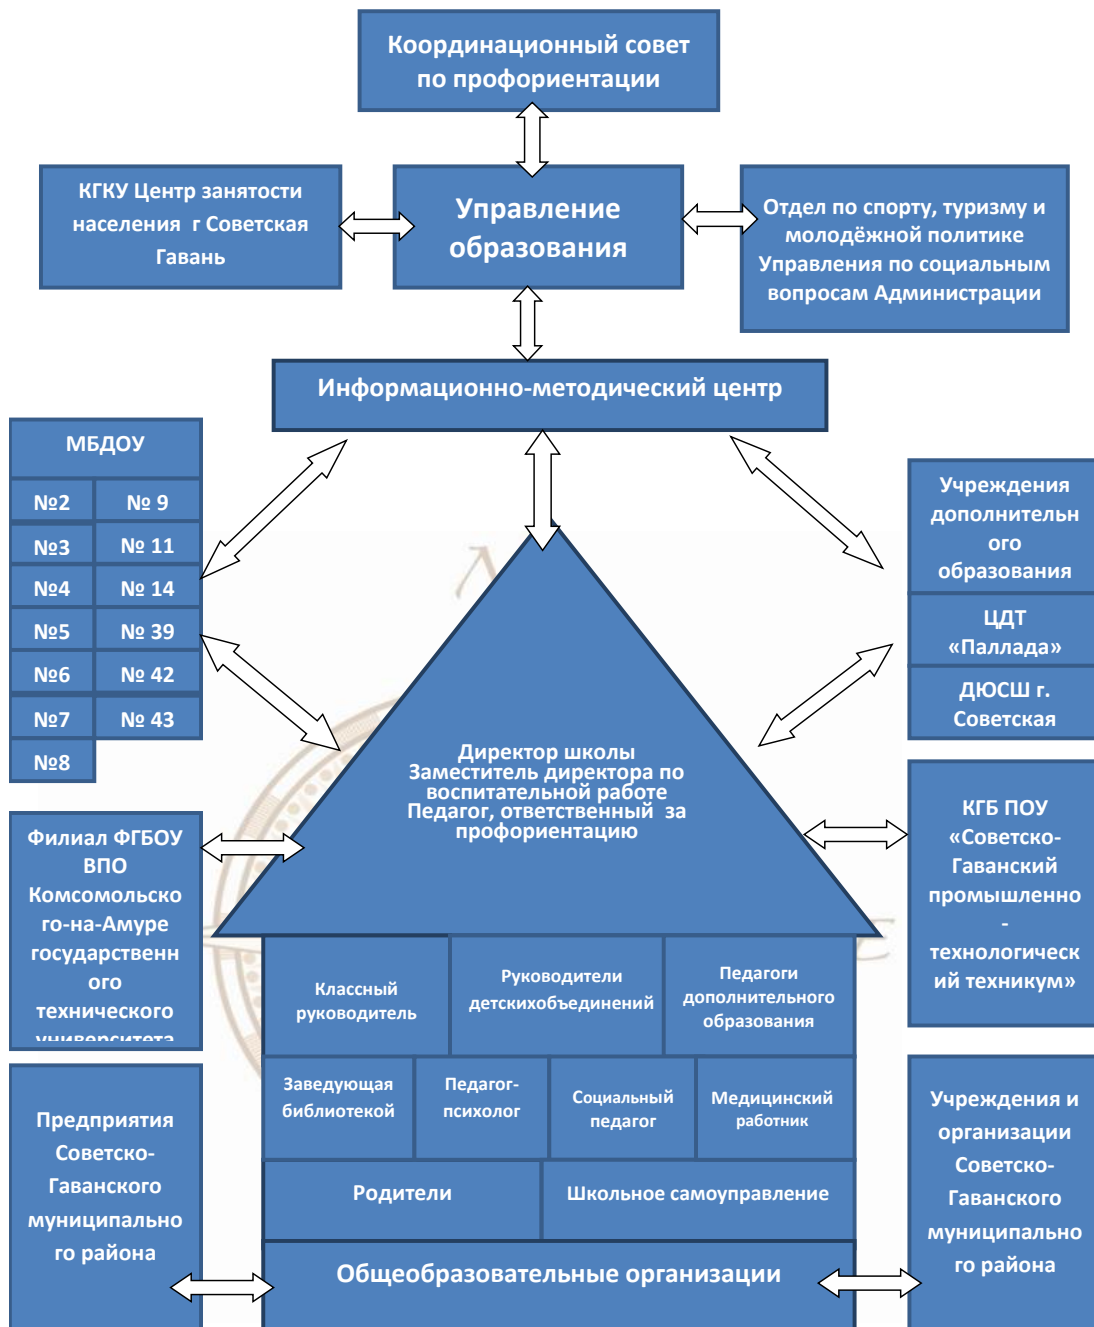 Координационный совет
по профориентации
КГКУ Центр занятости
населения г Советская
Гавань
Управление
образования
Отдел по спорту, туризму и
молодёжной политике
Управления по социальным
вопросам Администрации
Информационно-методический центр
МБДОУ
№2 № 9
№3 № 11
№4 № 14
№5 № 39
№6 № 42
№7 № 43
№8
Учреждения
дополнительн
ого
образования
ЦДТ
«Паллада»
ДЮСШ г.
Советская
Директор школы
Заместитель директора по
воспитательной работе
Педагог, ответственный за
профориентацию
Филиал ФГБОУ
ВПО
Комсомольско
го-на-Амуре
государственн
ого
технического
университета
КГБ ПОУ
«Советско-
Гаванский
промышленно
-
технологическ
ий техникум»
Классный
руководитель
Руководители
детскихобъединений
Педагоги
дополнительного
образования
Заведующая
библиотекой
Педагог-
психолог
Социальный
педагог
Медицинский
работник
Родители
Школьное самоуправление
Общеобразовательные организации
Предприятия
Советско-
Гаванского
муниципально
го района
Учреждения и
организации
Советско-
Гаванского
муниципально
го района